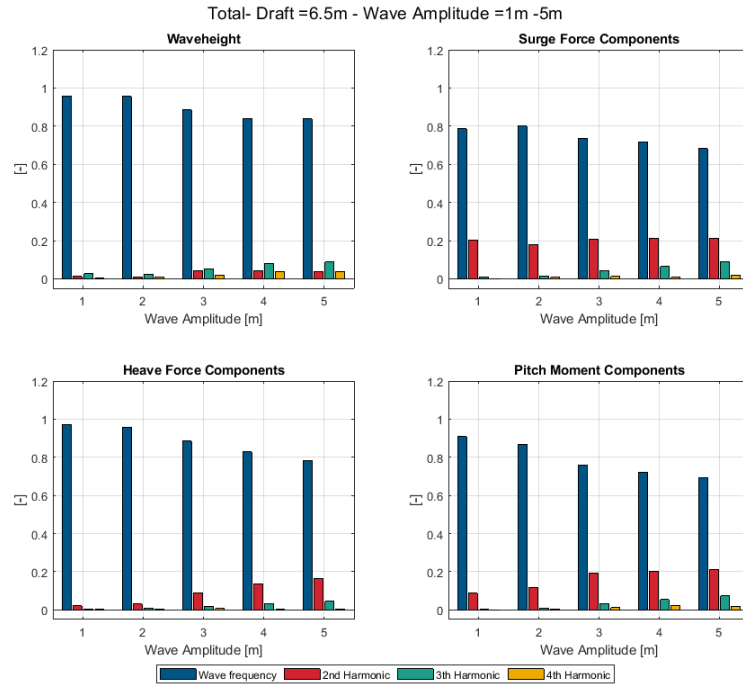 Total- Draft =6.5m - Wave Amplitude =1m -5m
Waveheight
1.2
1
0.8
0.6
0.4
0.2
0
[-]
1 2 3 4 5
Wave Amplitude [m]
Surge Force Components
1.2
1
0.8
0.6
0.4
0.2
0
[-]
1 2 3 4 5
Wave Amplitude [m]
Heave Force Components
1.2
1
0.8
0.6
0.4
0.2
0
[-]
1 2 3 4 5
Wave Amplitude [m]
Pitch Moment Components
1.2
1
0.8
0.6
0.4
0.2
0
[-]
1 2 3 4 5
Wave Amplitude [m]
Wave frequency 2nd Harmonic 3th Harmonic 4th Harmonic